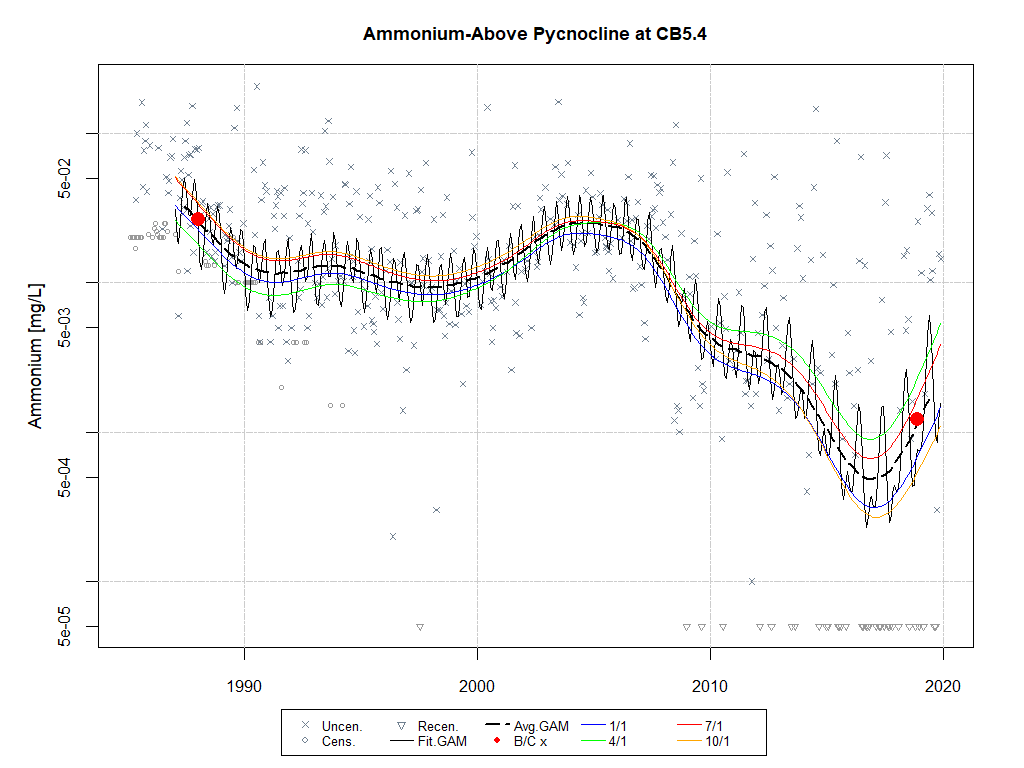 Ammonium-Above Pycnocline at CB5.4
Ammonium [mg/L]
5e-02
5e-03
5e-04
5e-05
1990 2000 2010 2020
Uncen. Recen. Avg.GAM 1/1 7/1
Cens. Fit.GAM B/C x 4/1 10/1